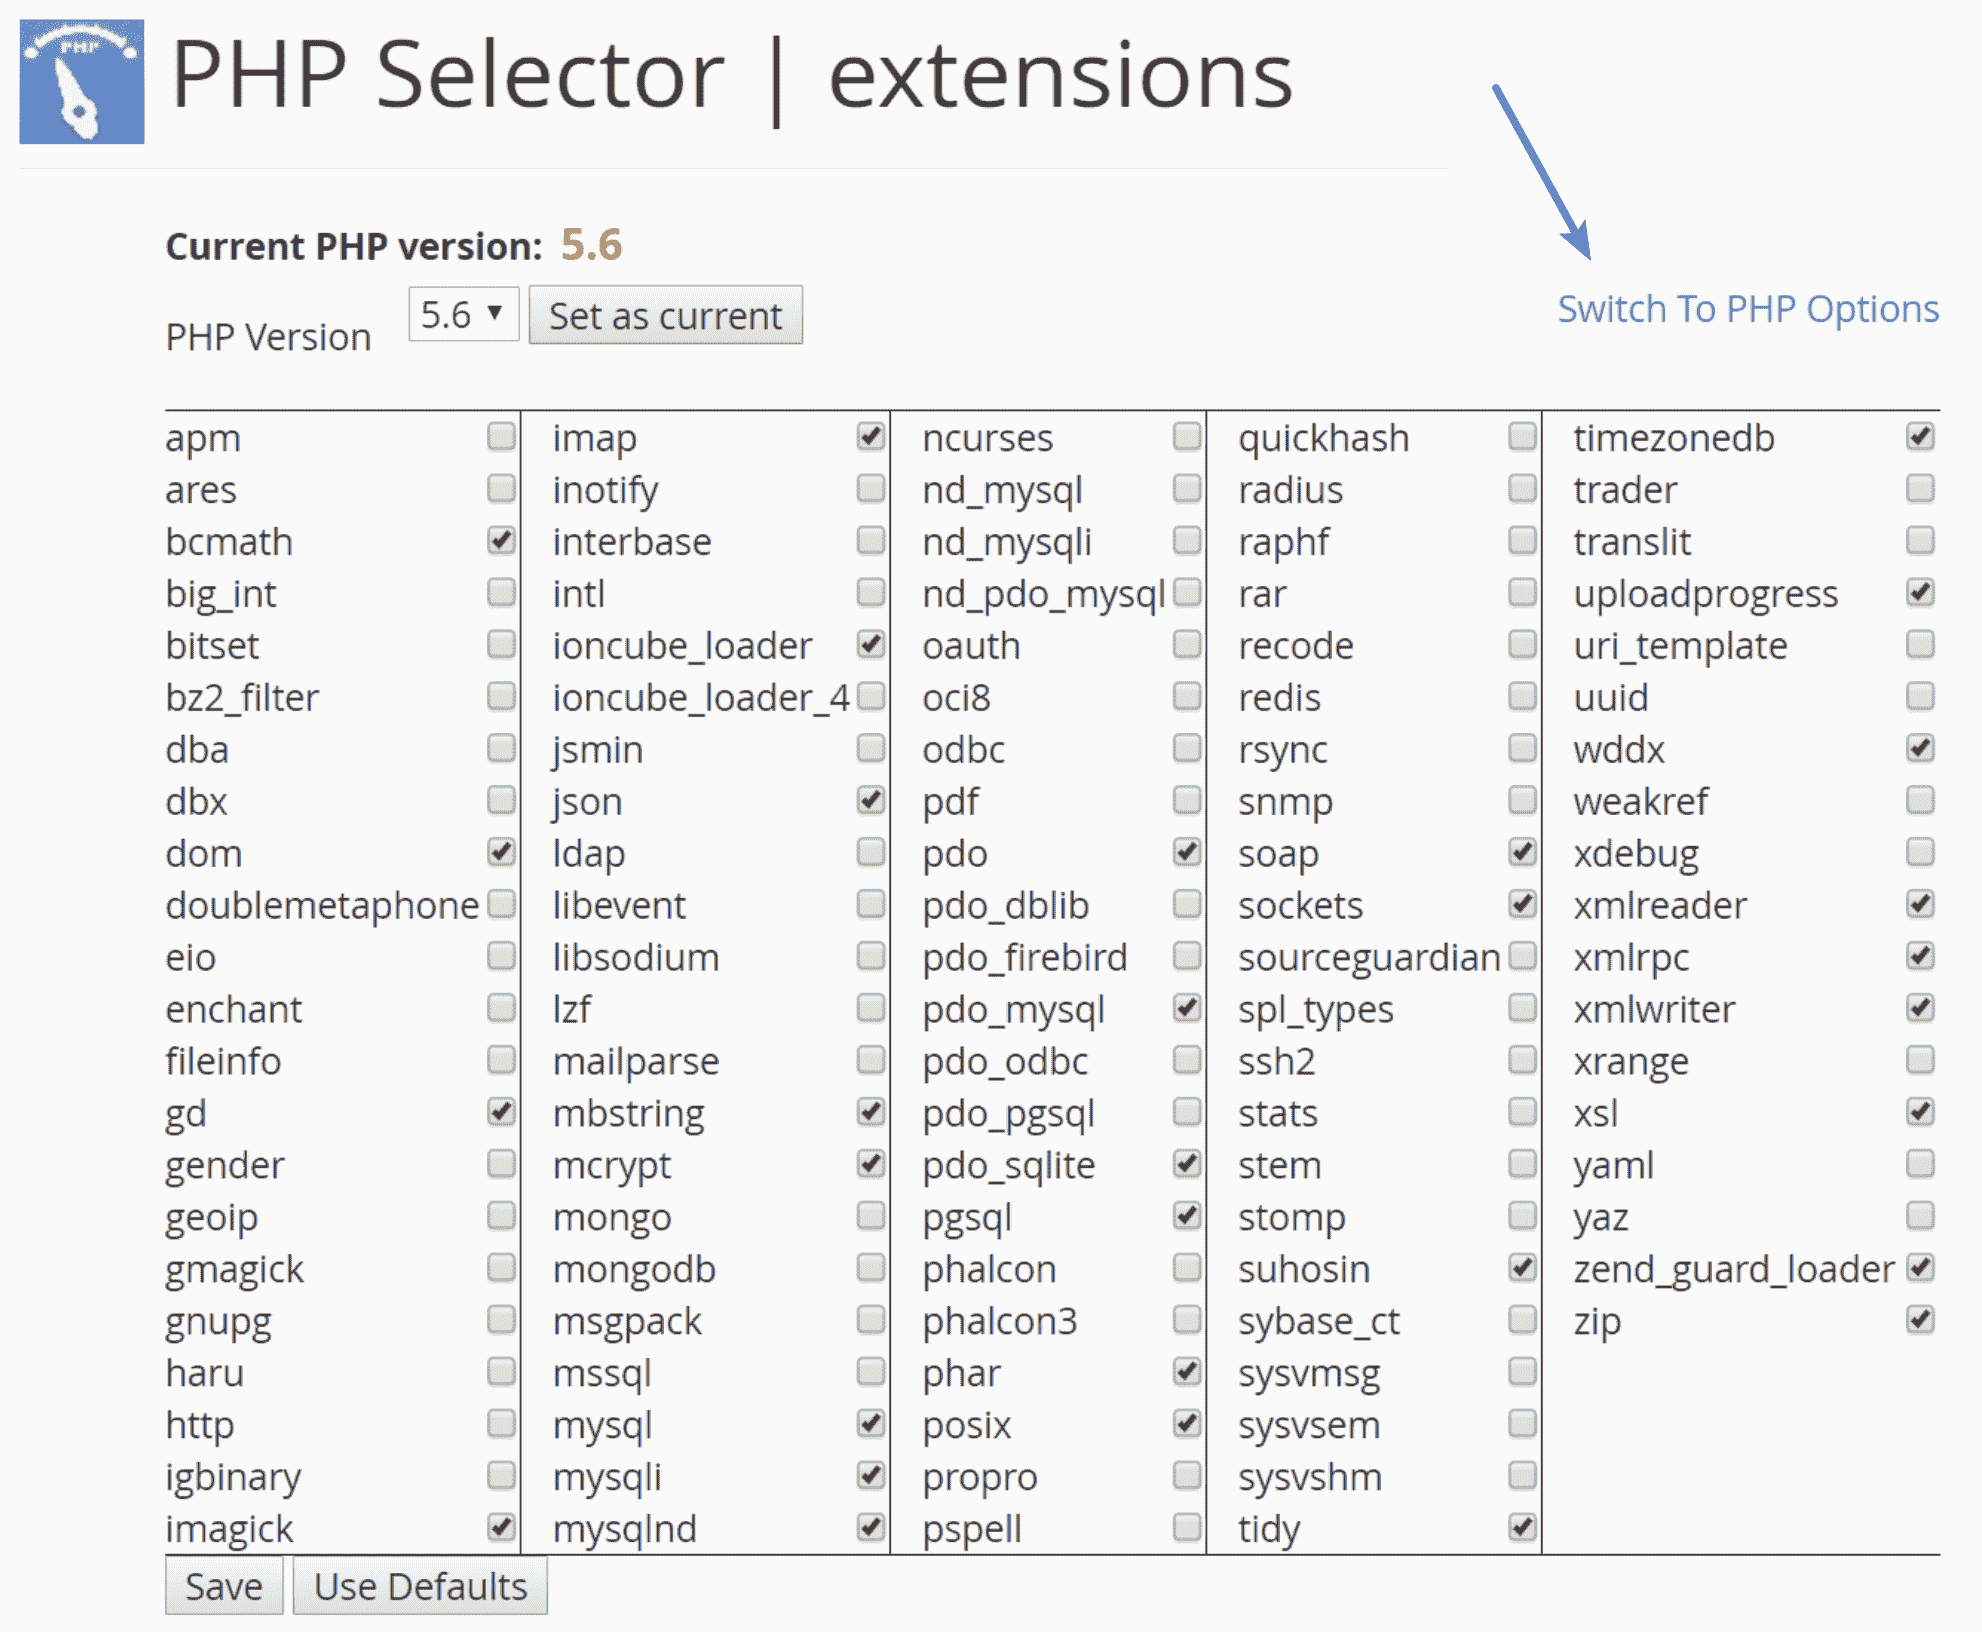 PHP
PHP Selector | extensions
Current PHP version: 5.6
PHP Version 5.6 Set as current
Switch To PHP Options
apm imap ncurses quickhash timezonedb
ares inotify nd_mysql radius trader
bcmath interbase nd_mysqli raphf translit
big_int intl nd_pdo_mysql rar uploadprogress
bitset ioncube_loader oauth recode uri_template
bz2_filter ioncube_loader_4 oci8 redis uuid
dba jsmin odbc rsync wddx
dbx json pdf snmp weakref
dom ldap pdo soap xdebug
doublemetaphone libevent pdo_dblib sockets xmlreader
eio libsodium pdo_firebird sourceguardian xmlrpc
enchant lzf pdo_mysql spl_types xmlwriter
fileinfo mailparse pdo_odbc ssh2 xrange
gd mbstring pdo_pgsql stats xsl
gender mcrypt pdo_sqlite stem yaml
geoip mongo pgsql stomp yaz
gmagick mongodb phalcon suhosin zend_guard_loader
gnupg msgpack phalcon3 sybase_ct zip
haru mssql phar sysvmsg
http mysql posix sysvsem
igbinary mysqli propro sysvshm
imagick mysqlnd pspell tidy
Save Use Defaults